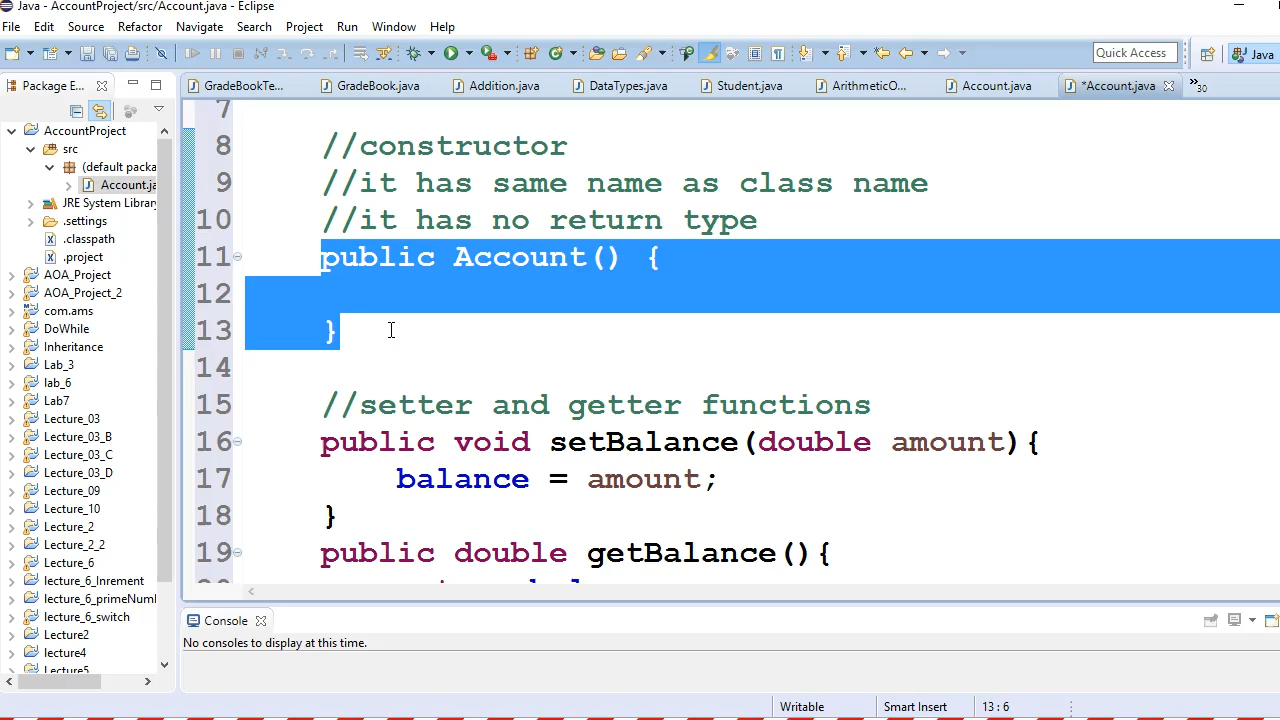 Java - AccountProject/src/Account.java - Eclipse
File Edit Source Refactor Navigate Search Project Run Window Help
Quick Access
Java
Package E...
GradeBookTe...
GradeBook.java
Addition.java
DataTypes.java
Student.java
ArithmeticO...
Account.java
*Account.java
»30
AccountProject
src
(default packa
Account.ja
JRE System Library
.settings
.classpath
.project
AOA_Project
AOA_Project_2
com.ams
DoWhile
Inheritance
Lab_3
lab_6
Lab7
Lecture_03
Lecture_03_B
Lecture_03_C
Lecture_03_D
Lecture_09
Lecture_10
Lecture_2
Lecture_2_2
Lecture_6
lecture_6_Inrement
lecture_6_primeNuml
lecture_6_switch
Lecture2
lecture4
Lecture5
7
8 //constructor
9 //it has same name as class name
10 //it has no return type
11 public Account() {
12
13 }
14
15 //setter and getter functions
16 public void setBalance(double amount){
17 balance = amount;
18 }
19 public double getBalance(){
Console
No consoles to display at this time.
Writable
Smart Insert
13 : 6